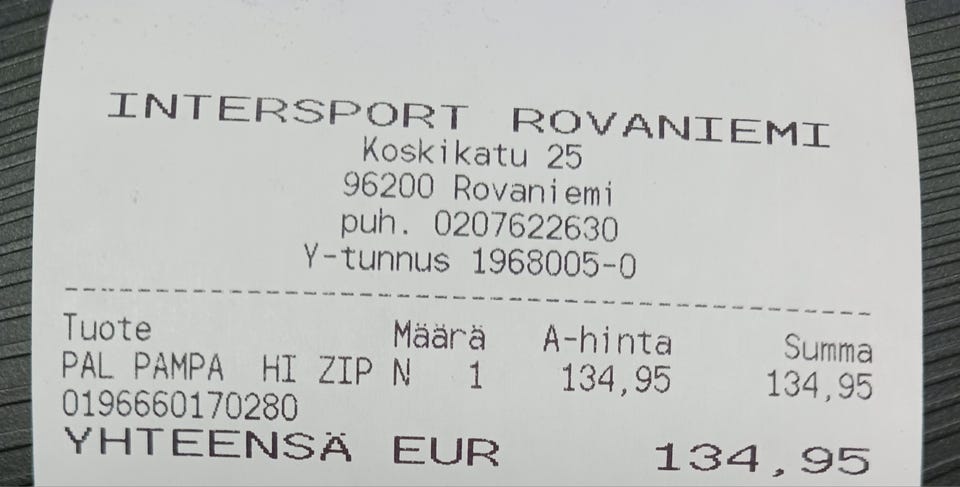 INTERSPORT ROVANIEMI
Koskikatu 25
96200 Rovaniemi
puh. 0207622630
Y-tunnus 1968005-0
Tuote Määrä A-hinta Summa
PAL PAMPA HI ZIP N 1 134,95 134,95
0196660170280
YHTEENSÄ EUR 134,95